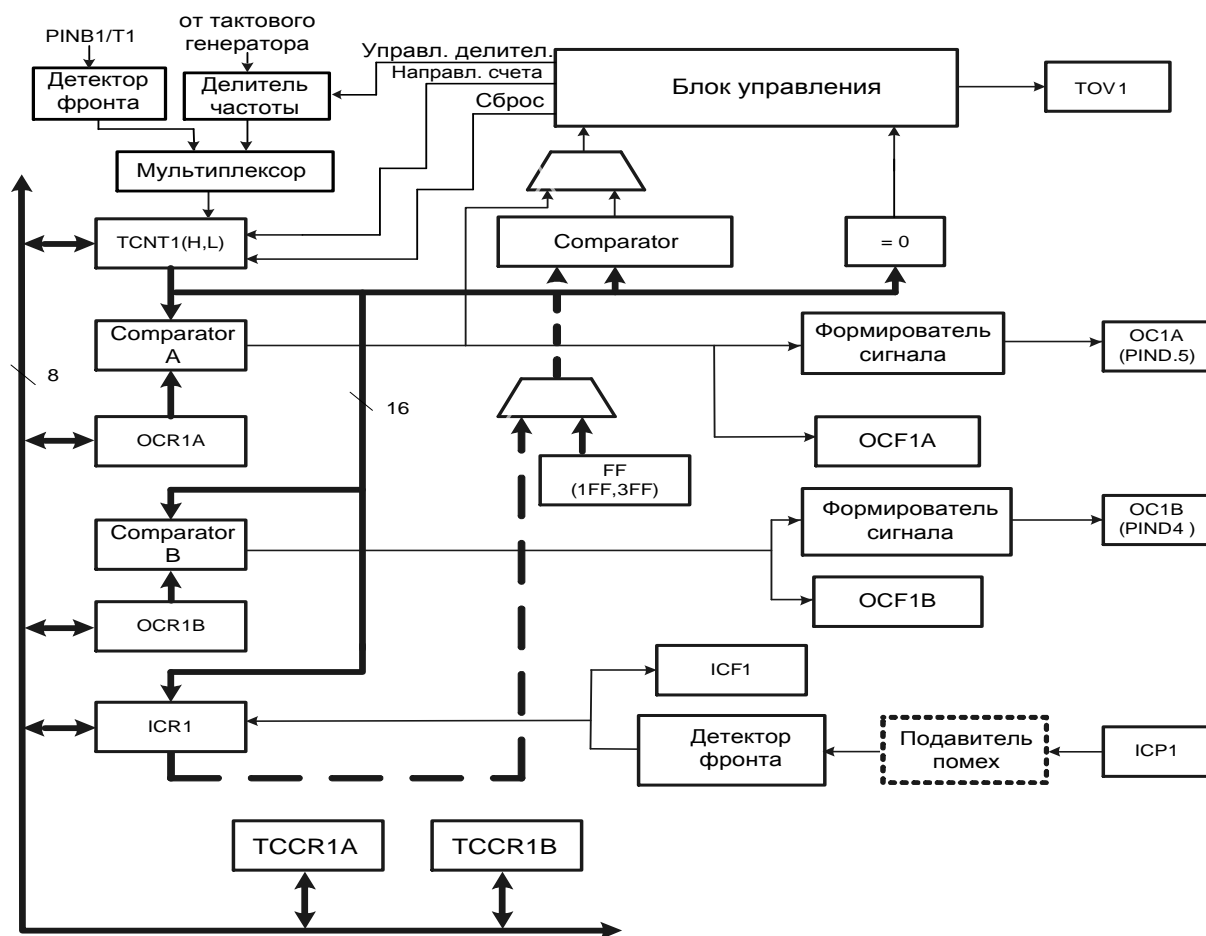 от тактового
генератора
PINB1/T1
Управл. делител.
Направл. счета
Сброс
Детектор
фронта
Делитель
частоты
Блок управления
TOV1
Мультиплексор
TCNT1(H,L)
Comparator
= 0
Comparator
A
Формирователь
сигнала
OC1A
(PIND.5)
8
16
OCR1A
OCF1A
FF
(1FF,3FF)
Comparator
B
Формирователь
сигнала
OC1B
(PIND4 )
OCR1B
OCF1B
ICF1
ICR1
Детектор
фронта
Подавитель
помех
ICP1
TCCR1A
TCCR1B